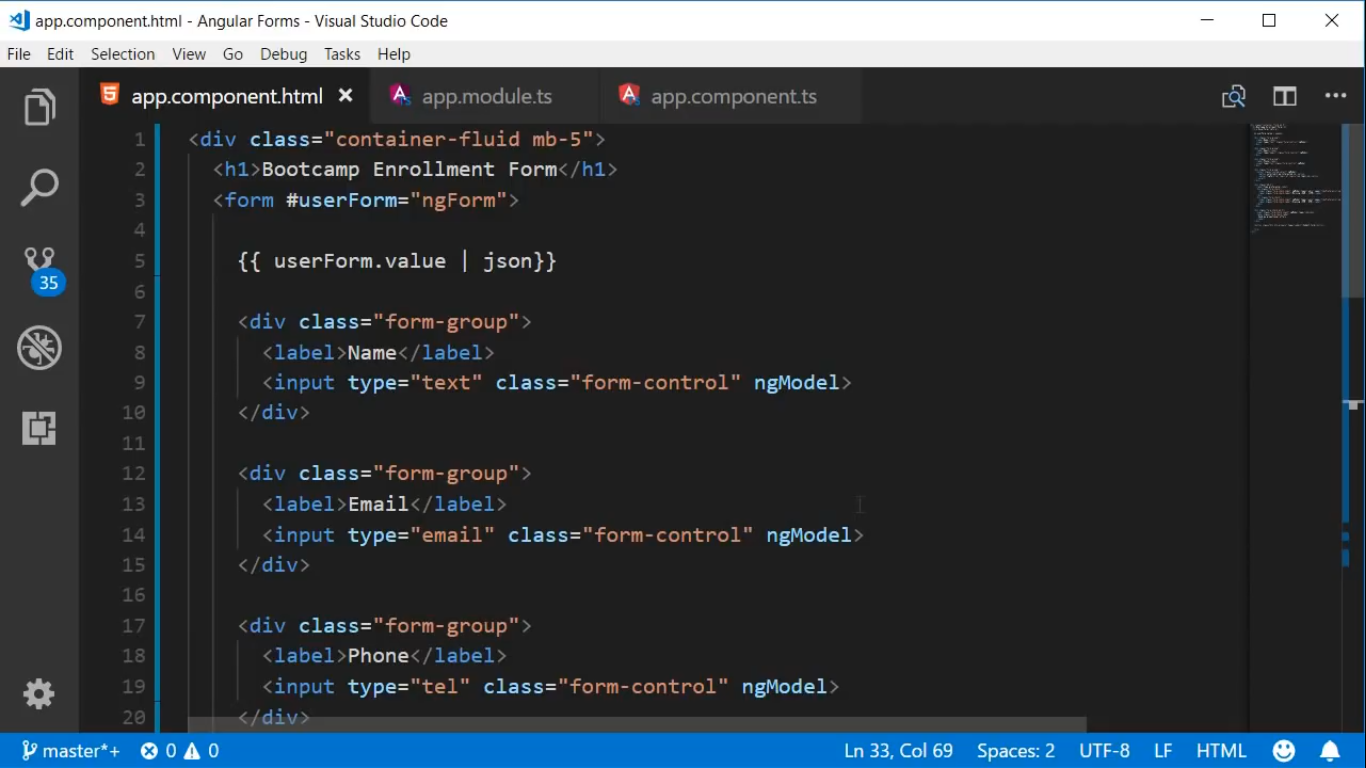 app.component.html - Angular Forms - Visual Studio Code
File Edit Selection View Go Debug Tasks Help
app.component.html app.module.ts app.component.ts
1 <div class="container-fluid mb-5">
2 <h1>Bootcamp Enrollment Form</h1>
3 <form #userForm="ngForm">
4
5 {{ userForm.value | json}}
6
7 <div class="form-group">
8 <label>Name</label>
9 <input type="text" class="form-control" ngModel>
10 </div>
11
12 <div class="form-group">
13 <label>Email</label>
14 <input type="email" class="form-control" ngModel>
15 </div>
16
17 <div class="form-group">
18 <label>Phone</label>
19 <input type="tel" class="form-control" ngModel>
20 </div>
35
master*+ 0 0 Ln 33, Col 69 Spaces: 2 UTF-8 LF HTML